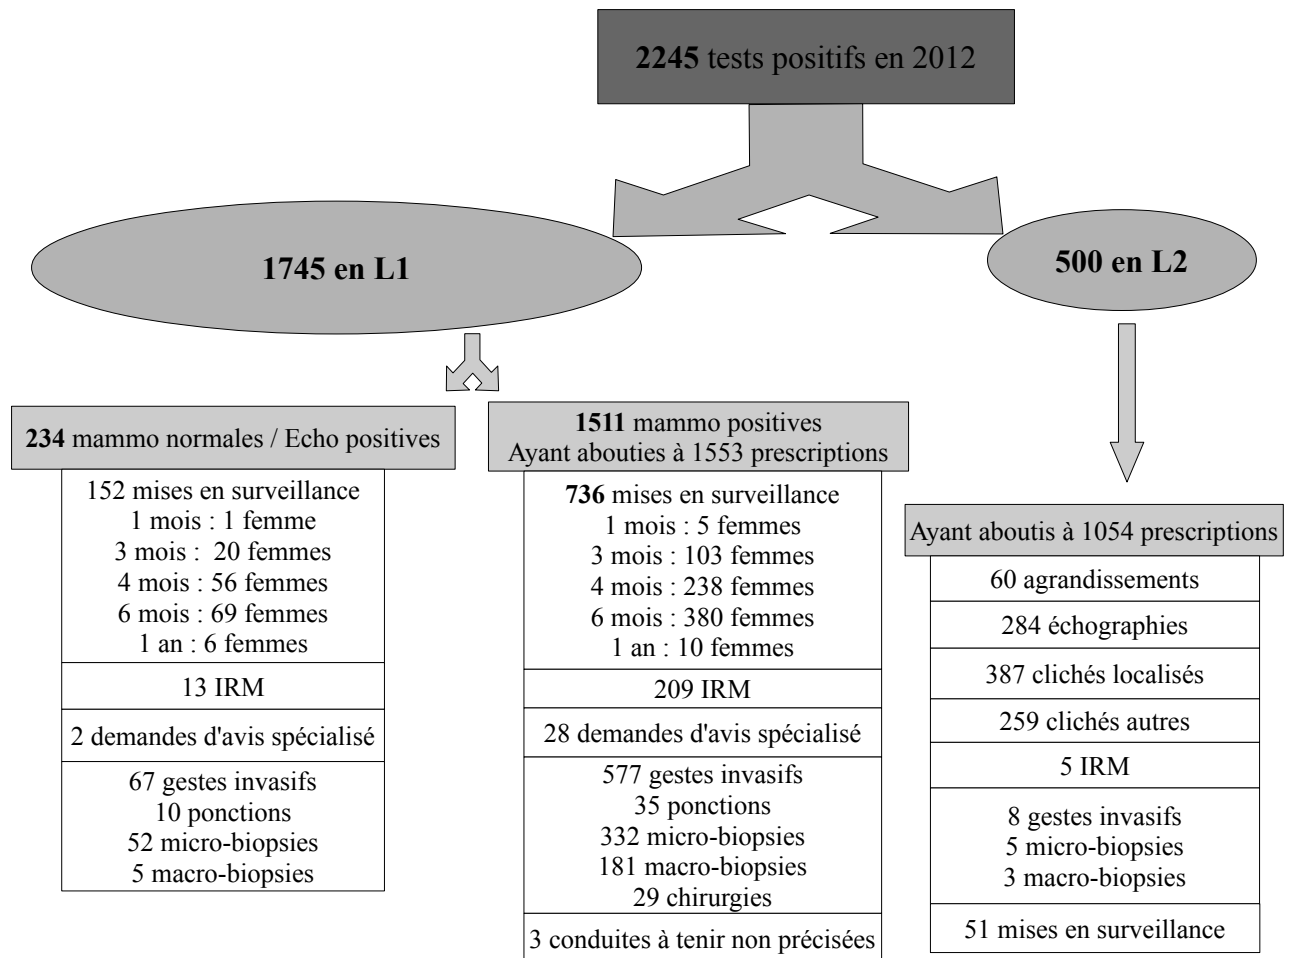 2245 tests positifs en 2012
1745 en L1
500 en L2
234 mammo normales / Echo positives
152 mises en surveillance
1 mois : 1 femme
3 mois : 20 femmes
4 mois : 56 femmes
6 mois : 69 femmes
1 an : 6 femmes
13 IRM
2 demandes d'avis spécialisé
67 gestes invasifs
10 ponctions
52 micro-biopsies
5 macro-biopsies
1511 mammo positives
Ayant abouties à 1553 prescriptions
736 mises en surveillance
1 mois : 5 femmes
3 mois : 103 femmes
4 mois : 238 femmes
6 mois : 380 femmes
1 an : 10 femmes
209 IRM
28 demandes d'avis spécialisé
577 gestes invasifs
35 ponctions
332 micro-biopsies
181 macro-biopsies
29 chirurgies
3 conduites à tenir non précisées
Ayant aboutis à 1054 prescriptions
60 agrandissements
284 échographies
387 clichés localisés
259 clichés autres
5 IRM
8 gestes invasifs
5 micro-biopsies
3 macro-biopsies
51 mises en surveillance